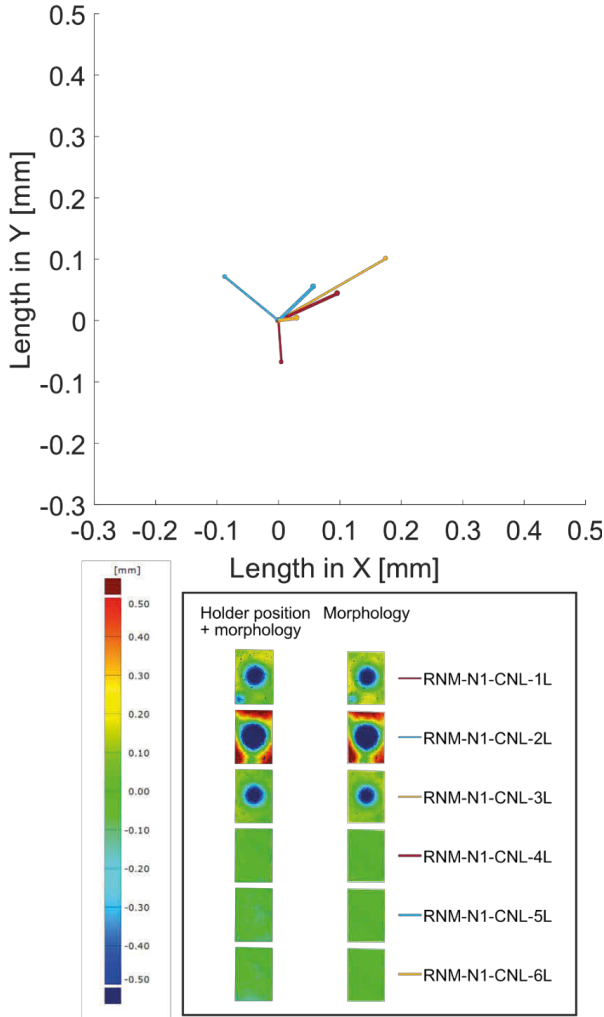 0.5
0.4
0.3
0.2
0.1
0
-0.1
-0.2
-0.3
Length in Y [mm]
-0.3 -0.2 -0.1 0 0.1 0.2 0.3 0.4 0.5
Length in X [mm]
[mm]
0.50
0.40
0.30
0.20
0.10
0.00
-0.10
-0.20
-0.30
-0.40
-0.50
Holder position
+ morphology
Morphology
RNM-N1-CNL-1L
RNM-N1-CNL-2L
RNM-N1-CNL-3L
RNM-N1-CNL-4L
RNM-N1-CNL-5L
RNM-N1-CNL-6L